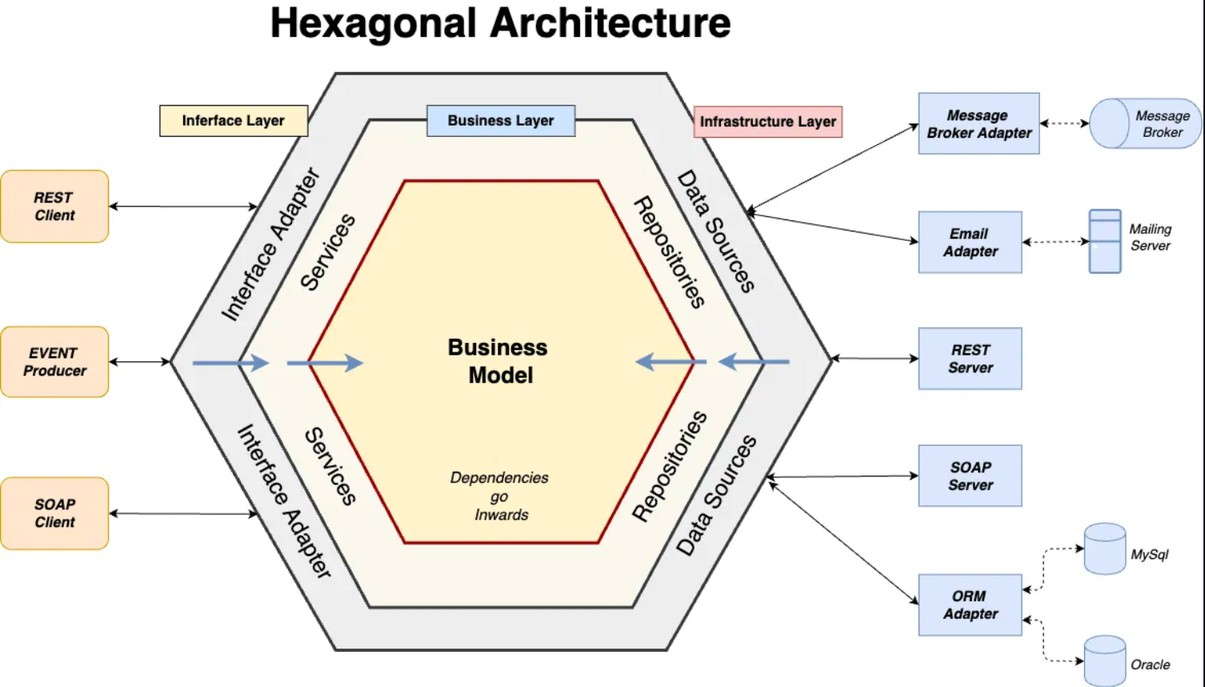 Hexagonal Architecture
Inferface Layer
Business Layer
Infrastructure Layer
Message
Broker Adapter
Message
Broker
REST
Client
Interface Adapter
Services
Repositories
Data Sources
Email
Adapter
Mailing
Server
EVENT
Producer
Business
Model
REST
Server
Interface Adapter
Services
Dependencies
go
Inwards
Repositories
Data Sources
SOAP
Client
SOAP
Server
ORM
Adapter
MySql
Oracle